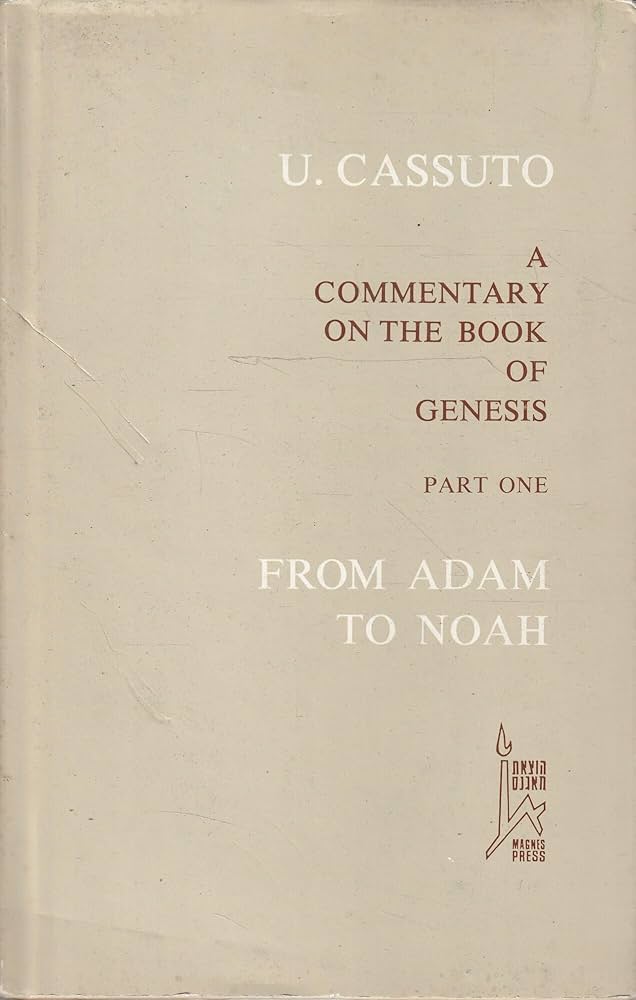 U. CASSUTO
A
COMMENTARY
ON THE BOOK
OF
GENESIS
PART ONE
FROM ADAM
TO NOAH
הוצאת
מאגנס
MAGNES
PRESS